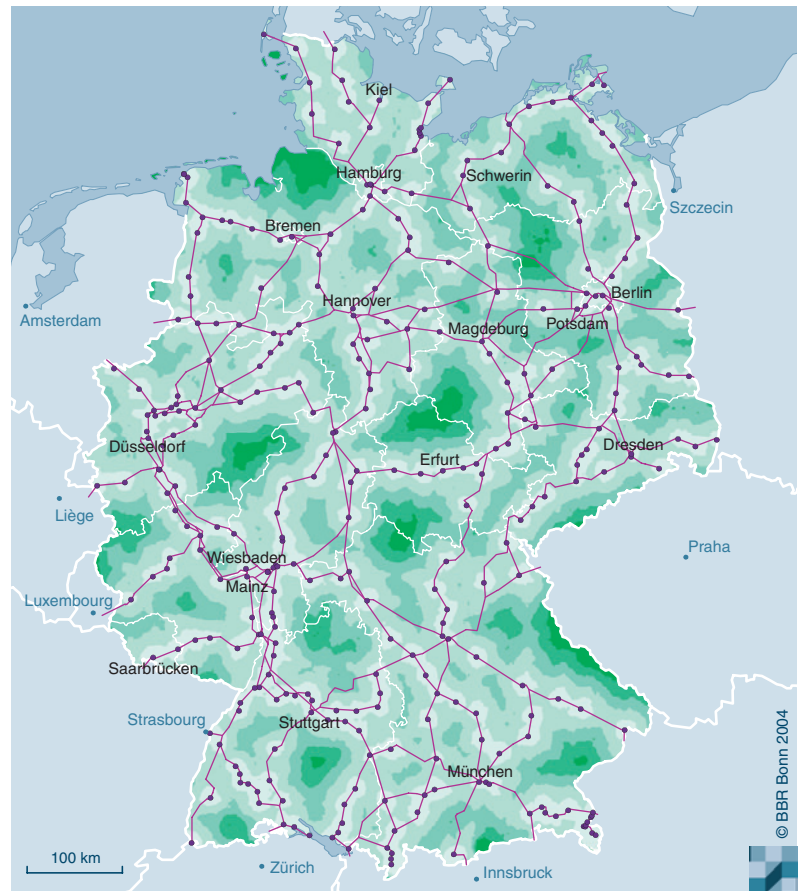 Kiel
Hamburg
Schwerin
Szczecin
Bremen
Amsterdam
Hannover
Berlin
Magdeburg
Potsdam
Düsseldorf
Erfurt
Dresden
Liège
Praha
Wiesbaden
Mainz
Luxembourg
Saarbrücken
Strasbourg
Stuttgart
München
100 km
Zürich
Innsbruck
© BBR Bonn 2004